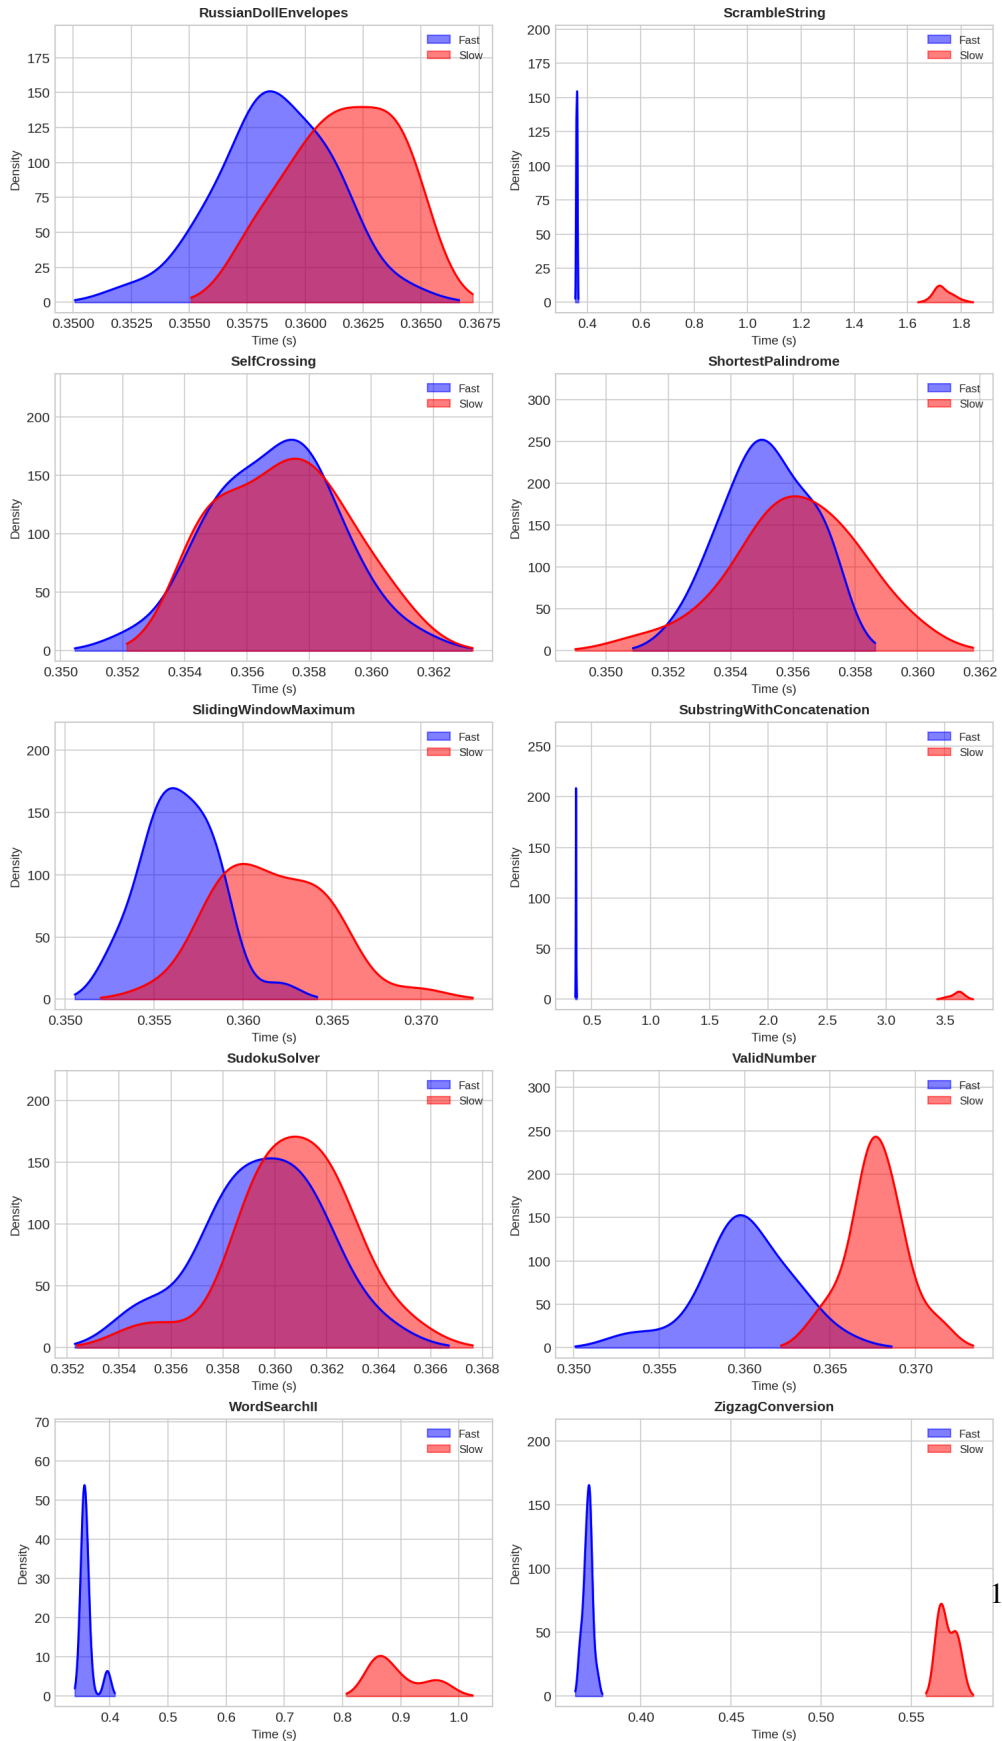 RussianDollEnvelopes
Fast
Slow
175
150
125
100
75
50
25
0
Density
0.3500 0.3525 0.3550 0.3575 0.3600 0.3625 0.3650 0.3675
Time (s)
ScrambleString
Fast
Slow
200
175
150
125
100
75
50
25
0
Density
0.4 0.6 0.8 1.0 1.2 1.4 1.6 1.8
Time (s)
SelfCrossing
Fast
Slow
200
150
100
50
0
Density
0.350 0.352 0.354 0.356 0.358 0.360 0.362
Time (s)
ShortestPalindrome
Fast
Slow
300
250
200
150
100
50
0
Density
0.350 0.352 0.354 0.356 0.358 0.360 0.362
Time (s)
SlidingWindowMaximum
Fast
Slow
200
150
100
50
0
Density
0.350 0.355 0.360 0.365 0.370
Time (s)
SubstringWithConcatenation
Fast
Slow
250
200
150
100
50
0
Density
0.5 1.0 1.5 2.0 2.5 3.0 3.5
Time (s)
SudokuSolver
Fast
Slow
200
150
100
50
0
Density
0.352 0.354 0.356 0.358 0.360 0.362 0.364 0.366 0.368
Time (s)
ValidNumber
Fast
Slow
300
250
200
150
100
50
0
Density
0.350 0.355 0.360 0.365 0.370
Time (s)
WordSearchII
Fast
Slow
70
60
50
40
30
20
10
0
Density
0.4 0.5 0.6 0.7 0.8 0.9 1.0
Time (s)
ZigzagConversion
Fast
Slow
200
150
100
50
0
Density
0.40 0.45 0.50 0.55
Time (s)
1